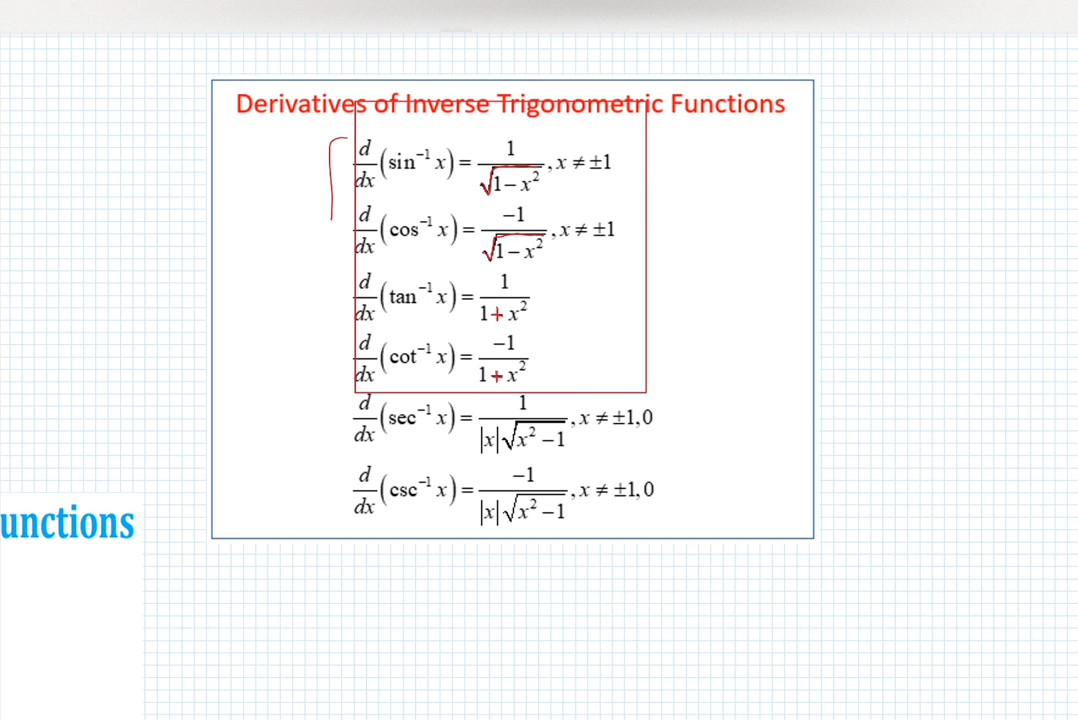 Derivatives of Inverse Trigonometric Functions
d/dx (sin⁻¹ x) = 1/√(1 − x²), x ≠ ±1
d/dx (cos⁻¹ x) = −1/√(1 − x²), x ≠ ±1
d/dx (tan⁻¹ x) = 1/(1 + x²)
d/dx (cot⁻¹ x) = −1/(1 + x²)
d/dx (sec⁻¹ x) = 1/(|x|√(x² − 1)), x ≠ ±1,0
d/dx (csc⁻¹ x) = −1/(|x|√(x² − 1)), x ≠ ±1,0
unctions